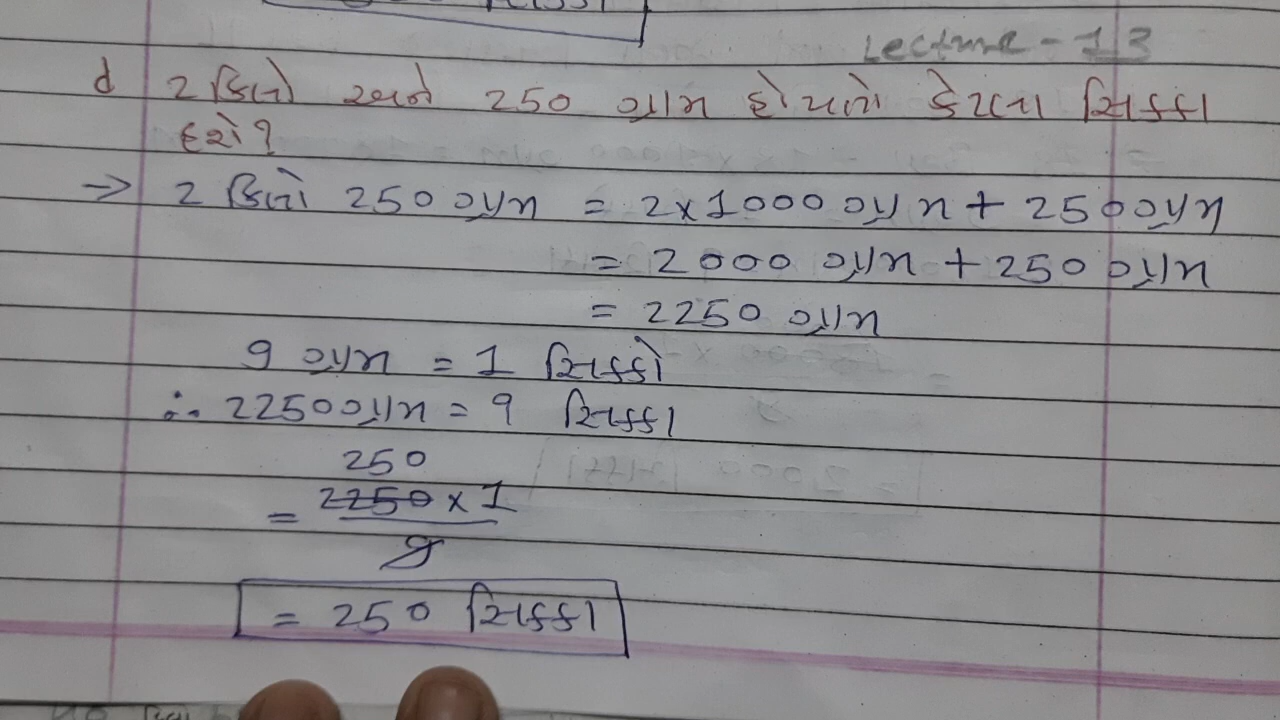 Lecture - 13
d 2 કિલો અને 250 ગ્રામ હોય તો કેટલા સિક્કા
હશે?
→ 2 કિલો 250 ગ્રામ = 2×1000 ગ્રામ + 250 ગ્રામ
= 2000 ગ્રામ + 250 ગ્રામ
= 2250 ગ્રામ
9 ગ્રામ = 1 સિક્કો
∴ 2250 ગ્રામ = ? સિક્કા
250
= 2250 × 1
9
= 250 સિક્કા